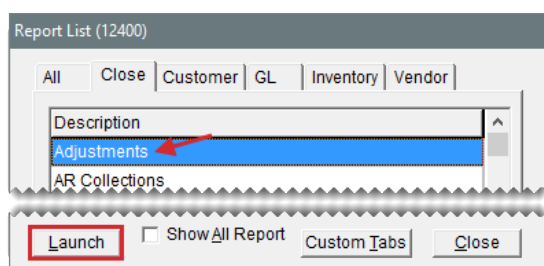 Report List (12400)
All Close Customer GL Inventory Vendor
Description
Adjustments
AR Collections
Launch Show All Report Custom Tabs Close